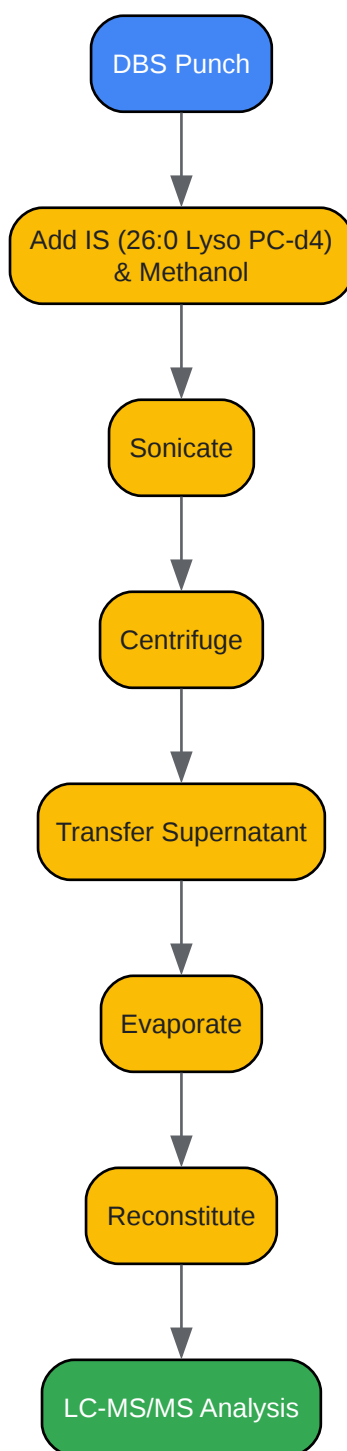 DBS Punch
Add IS (26:0 Lyso PC-d4)
& Methanol
Sonicate
Centrifuge
Transfer Supernatant
Evaporate
Reconstitute
LC-MS/MS Analysis